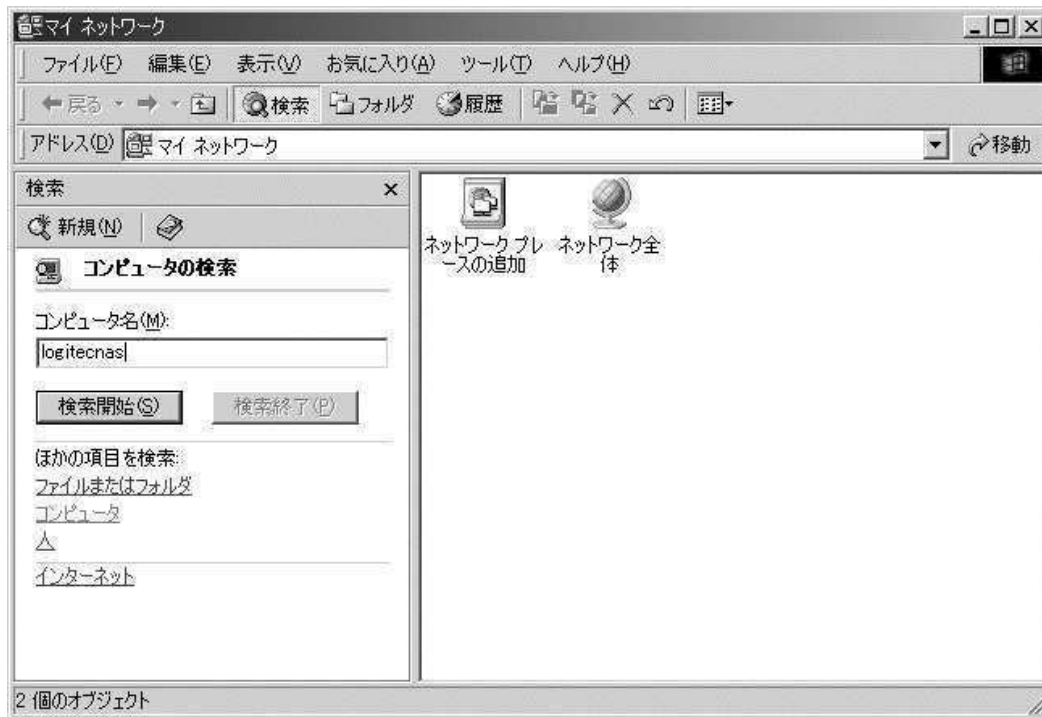 マイ ネットワーク
ファイル(F) 編集(E) 表示(V) お気に入り(A) ツール(T) ヘルプ(H)
戻る 検索 フォルダ 履歴
アドレス(D) マイ ネットワーク 移動
検索
新規(N)
コンピュータの検索
コンピュータ名(M):
logitecnas
検索開始(S) 検索終了(P)
ほかの項目を検索:
ファイルまたはフォルダ
コンピュータ
人
インターネット
ネットワーク プレ
ースの追加
ネットワーク全
体
2 個のオブジェクト